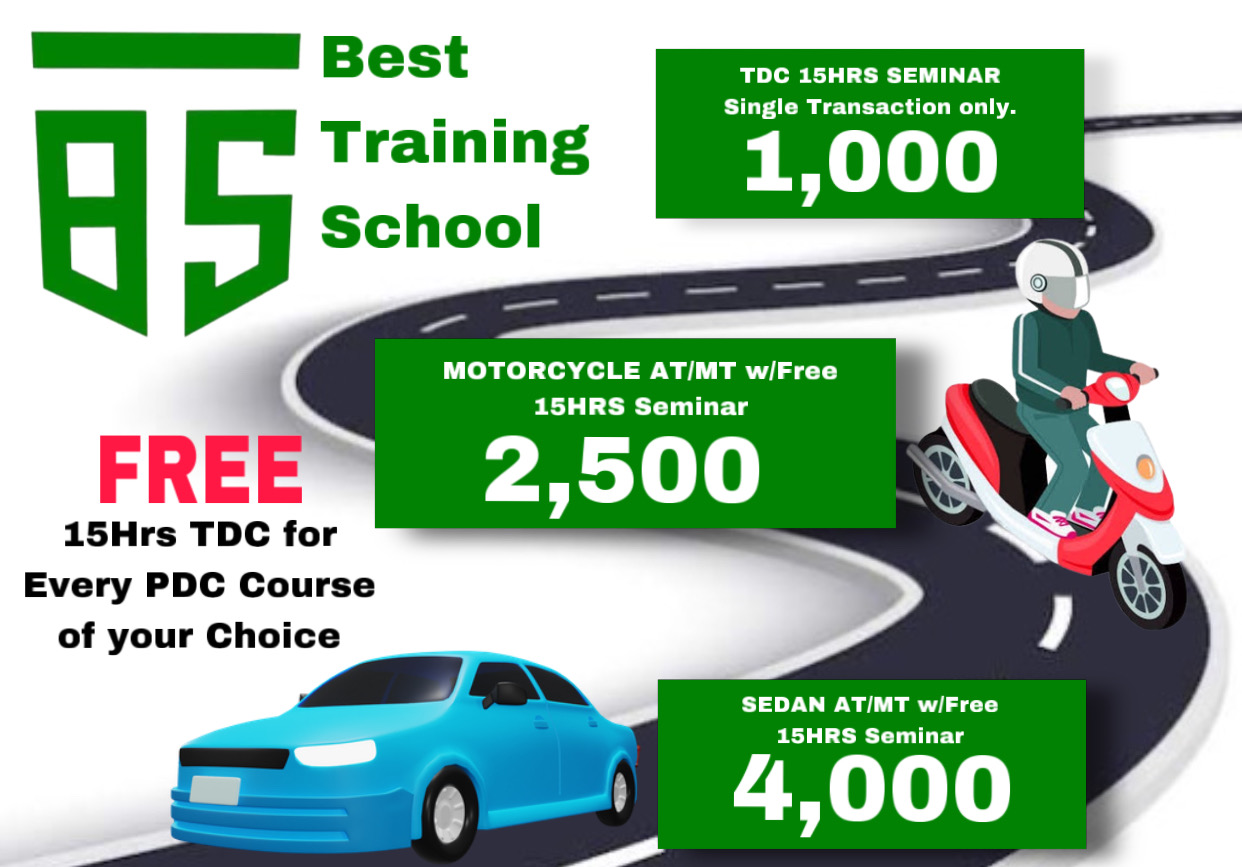 BS
Best
Training
School
TDC 15HRS SEMINAR
Single Transaction only.
1,000
MOTORCYCLE AT/MT w/Free
15HRS Seminar
2,500
FREE
15Hrs TDC for
Every PDC Course
of your Choice
SEDAN AT/MT w/Free
15HRS Seminar
4,000